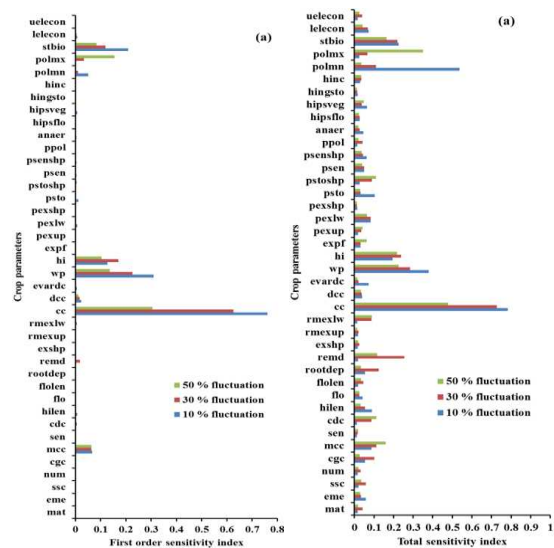 (a)
Crop parameters
uelecon
lelecon
stbio
polmx
polmn
hinc
hingsto
hipsveg
hipsflo
anaer
ppol
psenshp
psen
pstoshp
psto
pexshp
pexlw
pexup
expf
hi
wp
evardc
dcc
cc
rmexlw
rmexup
exshp
remd
rootdep
flolen
flo
hilen
cdc
sen
mcc
cgc
num
ssc
eme
mat
50 % fluctuation
30 % fluctuation
10 % fluctuation
0 0.1 0.2 0.3 0.4 0.5 0.6 0.7 0.8
First order sensitivity index
(a)
Crop parameters
uelecon
lelecon
stbio
polmx
polmn
hinc
hingsto
hipsveg
hipsflo
anaer
ppol
psenshp
psen
pstoshp
psto
pexshp
pexlw
pexup
expf
hi
wp
evardc
dcc
cc
rmexlw
rmexup
exshp
remd
rootdep
flolen
flo
hilen
cdc
sen
mcc
cgc
num
ssc
eme
mat
50 % fluctuation
30 % fluctuation
10 % fluctuation
0 0.1 0.2 0.3 0.4 0.5 0.6 0.7 0.8 0.9 1
Total sensitivity index